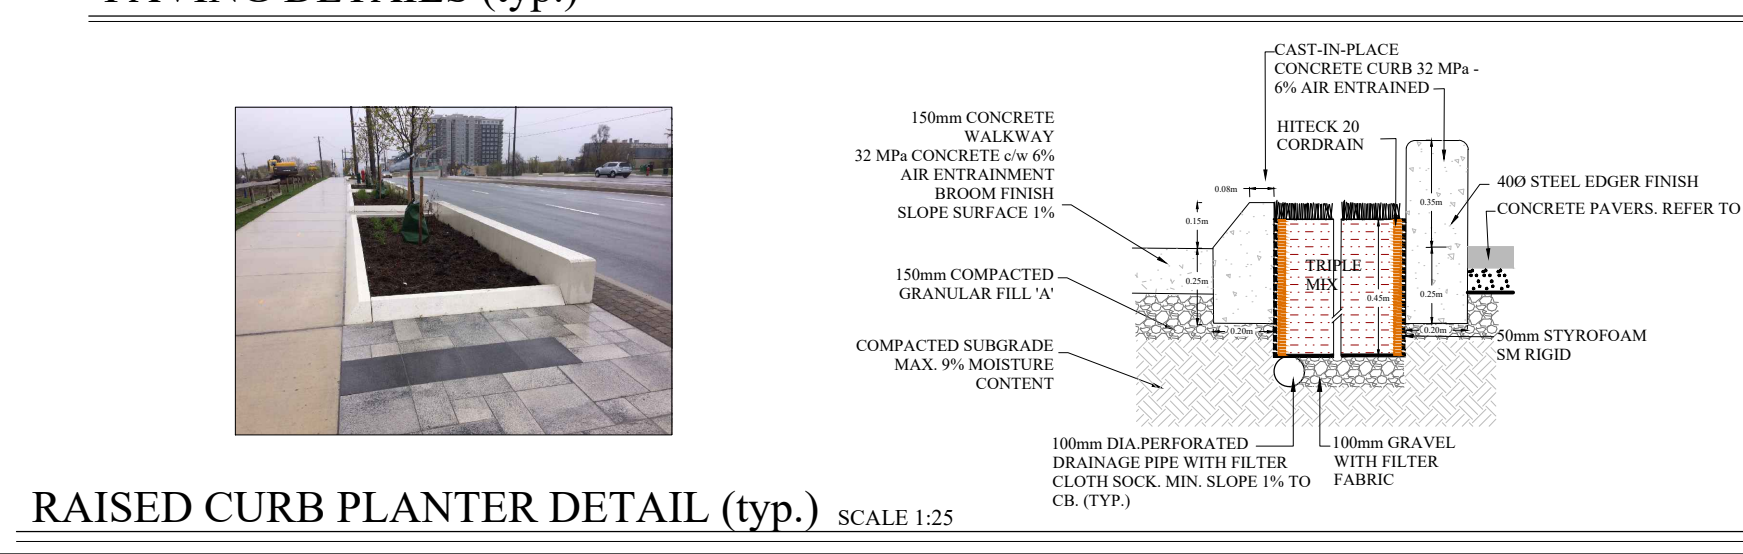 PAVING DETAILS (typ.)
CAST-IN-PLACE
CONCRETE CURB 32 MPa -
6% AIR ENTRAINED
150mm CONCRETE
WALKWAY
32 MPa CONCRETE c/w 6%
AIR ENTRAINMENT
BROOM FINISH
SLOPE SURFACE 1%
HITECK 20
CORDRAIN
40Ø STEEL EDGER FINISH
CONCRETE PAVERS. REFER TO
0.08m
0.15m
0.35m
150mm COMPACTED
GRANULAR FILL 'A'
0.25m
TRIPLE
MIX
0.45m
0.25m
0.20m
0.20m
COMPACTED SUBGRADE
MAX. 9% MOISTURE
CONTENT
50mm STYROFOAM
SM RIGID
100mm DIA.PERFORATED
DRAINAGE PIPE WITH FILTER
CLOTH SOCK. MIN. SLOPE 1% TO
CB. (TYP.)
100mm GRAVEL
WITH FILTER
FABRIC
RAISED CURB PLANTER DETAIL (typ.) SCALE 1:25